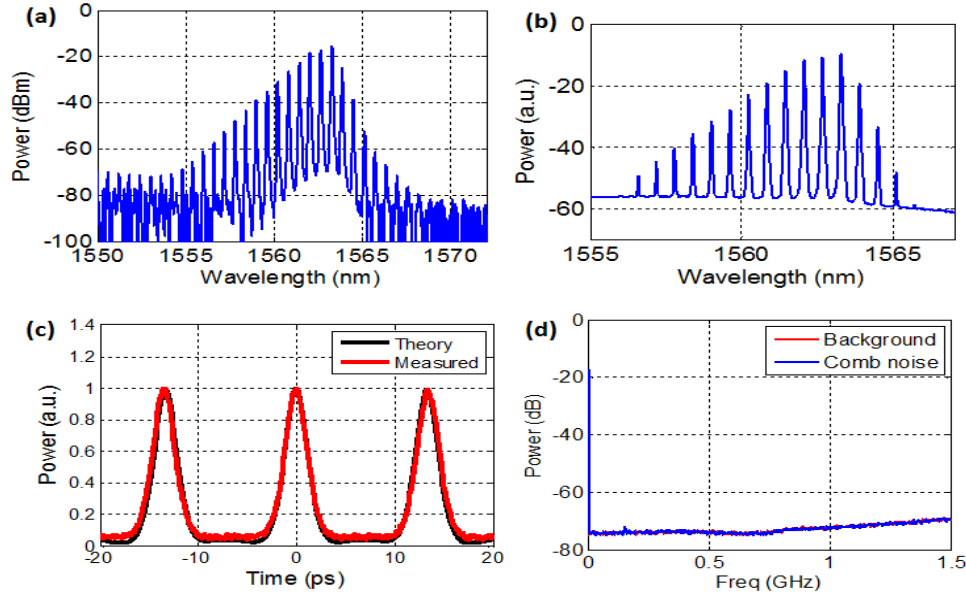 (a)
0
-20
-40
-60
-80
-100
Power (dBm)
1550 1555 1560 1565 1570
Wavelength (nm)
(b)
0
-20
-40
-60
Power (a.u.)
1555 1560 1565
Wavelength (nm)
(c)
1.4
1.2
1
0.8
0.6
0.4
0.2
0
Power (a.u.)
Theory
Measured
-20 -10 0 10 20
Time (ps)
(d)
0
-20
-40
-60
-80
Power (dB)
Background
Comb noise
0 0.5 1 1.5
Freq (GHz)